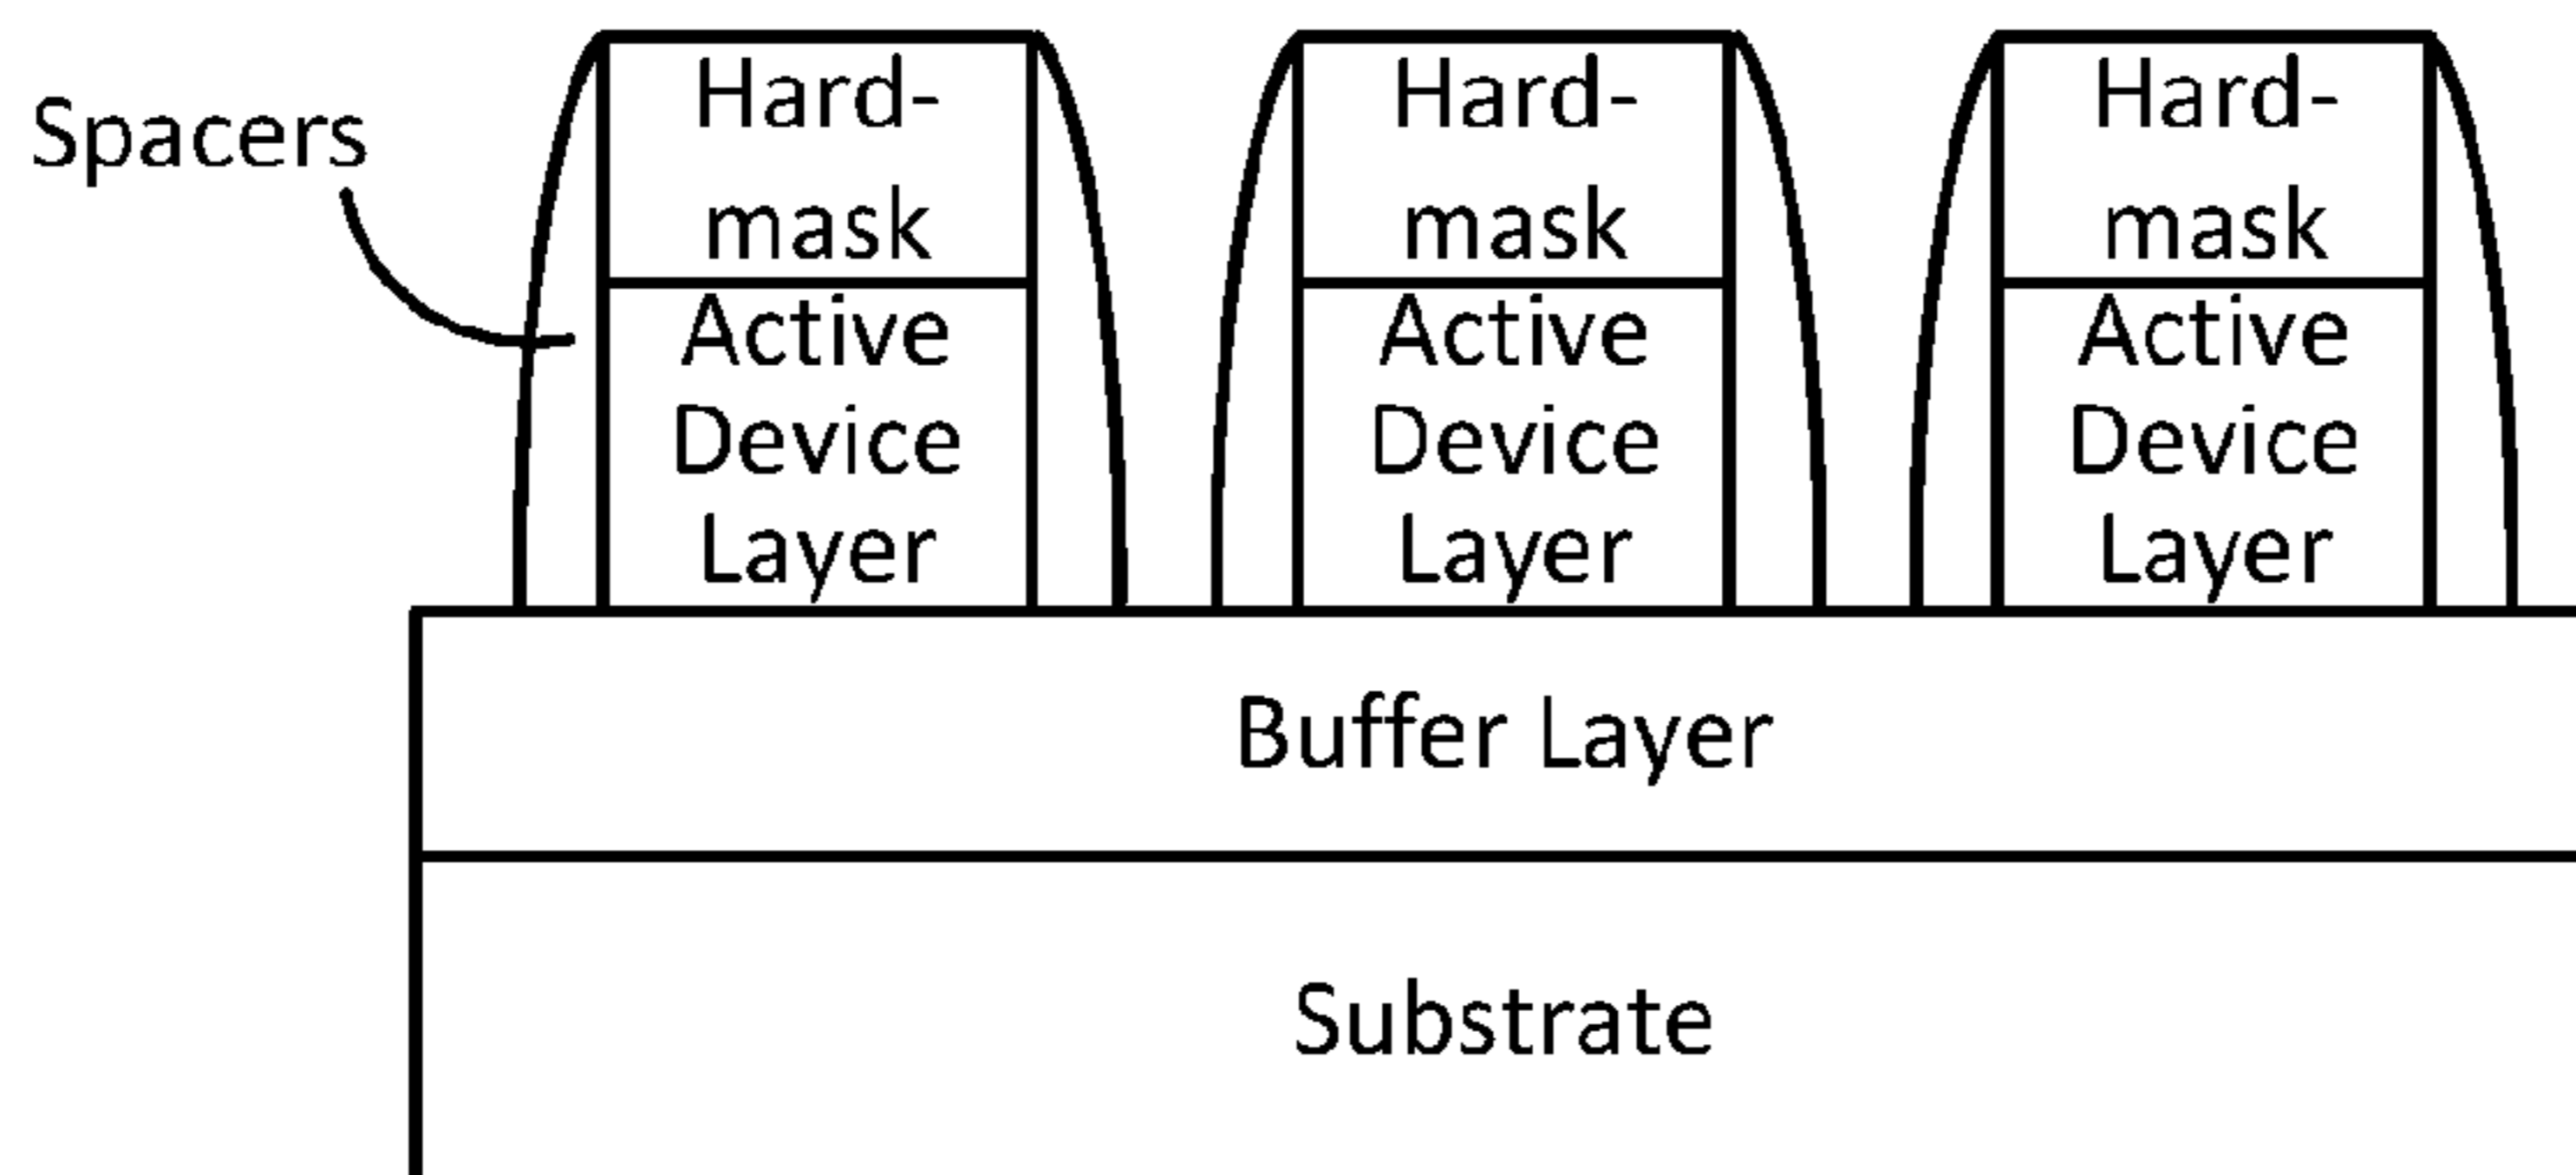 Spacers
Hard-
mask
Active
Device
Layer
Hard-
mask
Active
Device
Layer
Hard-
mask
Active
Device
Layer
Buffer Layer
Substrate